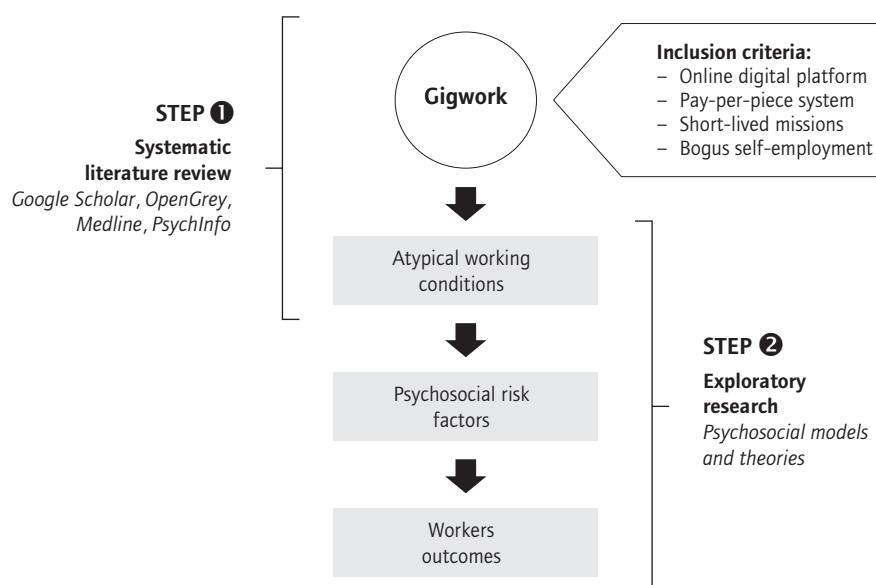 Gigwork
Inclusion criteria:
– Online digital platform
– Pay-per-piece system
– Short-lived missions
– Bogus self-employment
STEP ❶
Systematic
literature review
Google Scholar, OpenGrey,
Medline, PsychInfo
Atypical working
conditions
STEP ❷
Exploratory
research
Psychosocial models
and theories
Psychosocial risk
factors
Workers
outcomes